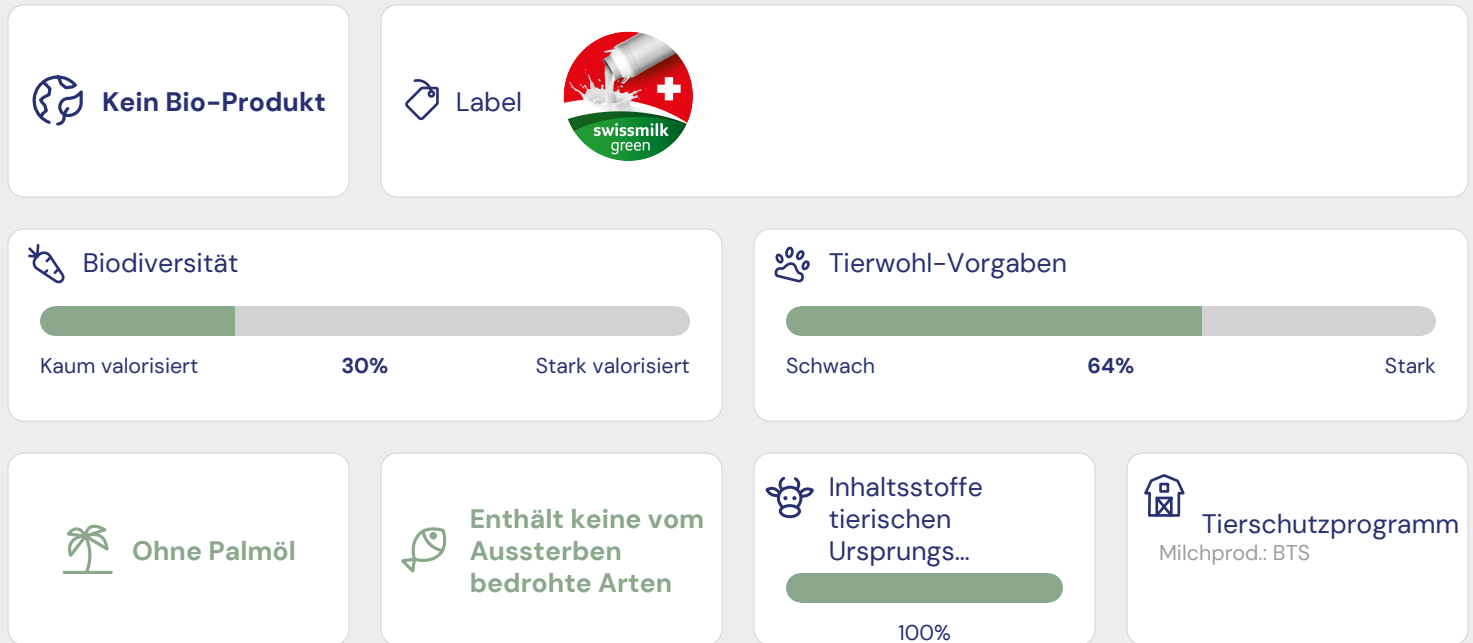 Kein Bio-Produkt
Label
swissmilk
green
Biodiversität
Kaum valorisiert
30%
Stark valorisiert
Tierwohl-Vorgaben
Schwach
64%
Stark
Ohne Palmöl
Enthält keine vom
Aussterben
bedrohte Arten
Inhaltsstoffe
tierischen
Ursprungs...
100%
Tierschutzprogramm
Milchprod.: BTS